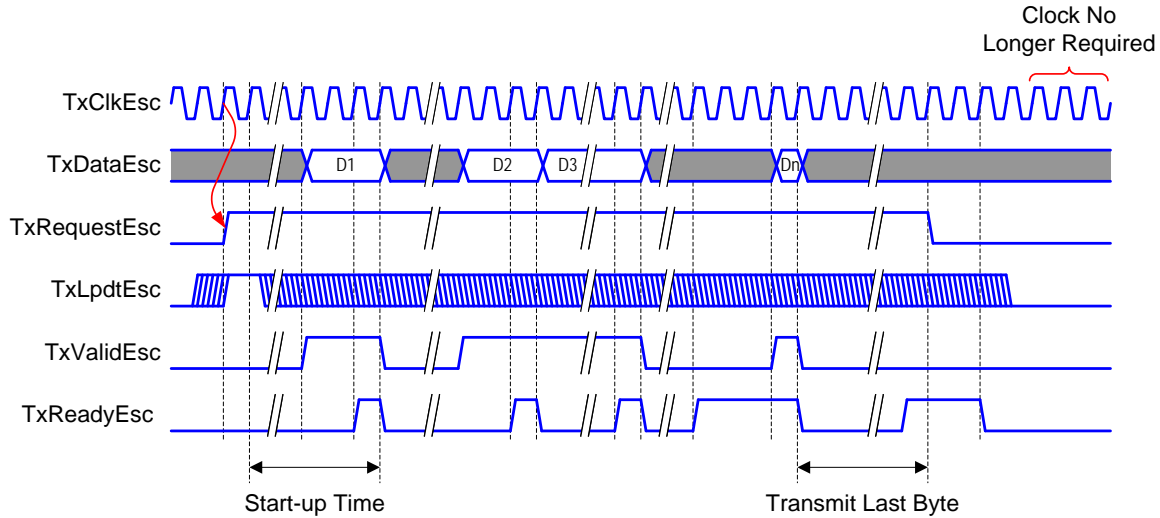 Clock No
Longer Required
TxClkEsc
TxDataEsc
D1
D2
D3
Dn
TxRequestEsc
TxLpdtEsc
TxValidEsc
TxReadyEsc
Start-up Time
Transmit Last Byte